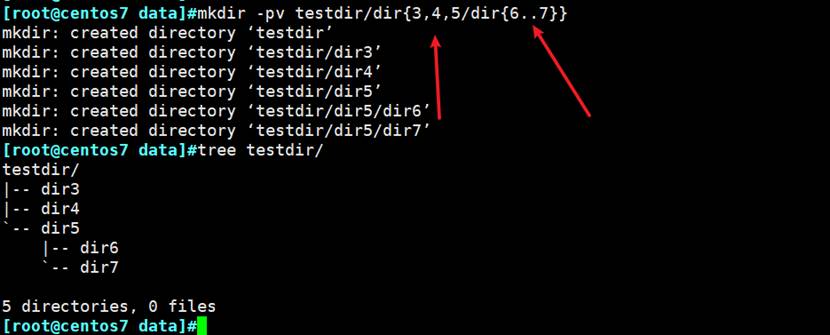 [root@centos7 data]#mkdir -pv testdir/dir{3,4,5/dir{6..7}}
mkdir: created directory ‘testdir’
mkdir: created directory ‘testdir/dir3’
mkdir: created directory ‘testdir/dir4’
mkdir: created directory ‘testdir/dir5’
mkdir: created directory ‘testdir/dir5/dir6’
mkdir: created directory ‘testdir/dir5/dir7’
[root@centos7 data]#tree testdir/
testdir/
|-- dir3
|-- dir4
`-- dir5
    |-- dir6
    `-- dir7

5 directories, 0 files
[root@centos7 data]#